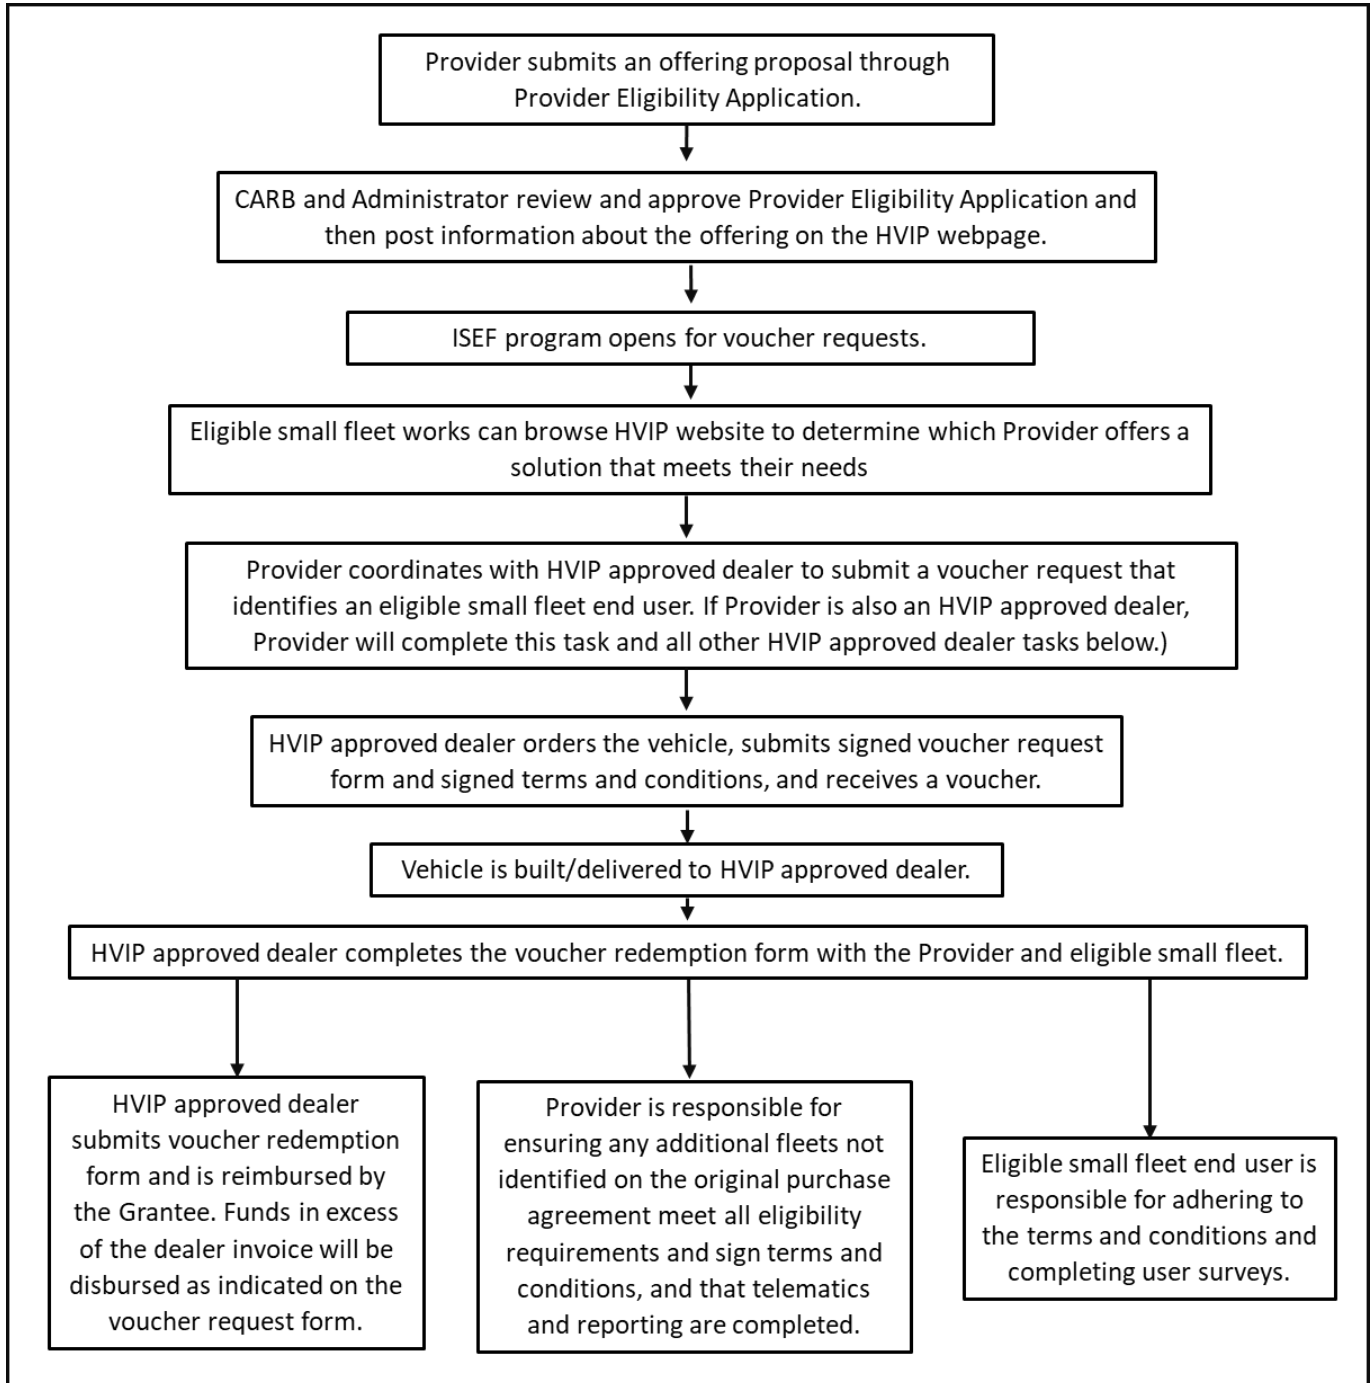 Provider submits an offering proposal through
Provider Eligibility Application.
CARB and Administrator review and approve Provider Eligibility Application and
then post information about the offering on the HVIP webpage.
ISEF program opens for voucher requests.
Eligible small fleet works can browse HVIP website to determine which Provider offers a
solution that meets their needs
Provider coordinates with HVIP approved dealer to submit a voucher request that
identifies an eligible small fleet end user. If Provider is also an HVIP approved dealer,
Provider will complete this task and all other HVIP approved dealer tasks below.)
HVIP approved dealer orders the vehicle, submits signed voucher request
form and signed terms and conditions, and receives a voucher.
Vehicle is built/delivered to HVIP approved dealer.
HVIP approved dealer completes the voucher redemption form with the Provider and eligible small fleet.
HVIP approved dealer
submits voucher redemption
form and is reimbursed by
the Grantee. Funds in excess
of the dealer invoice will be
disbursed as indicated on the
voucher request form.
Provider is responsible for
ensuring any additional fleets not
identified on the original purchase
agreement meet all eligibility
requirements and sign terms and
conditions, and that telematics
and reporting are completed.
Eligible small fleet end user is
responsible for adhering to
the terms and conditions and
completing user surveys.